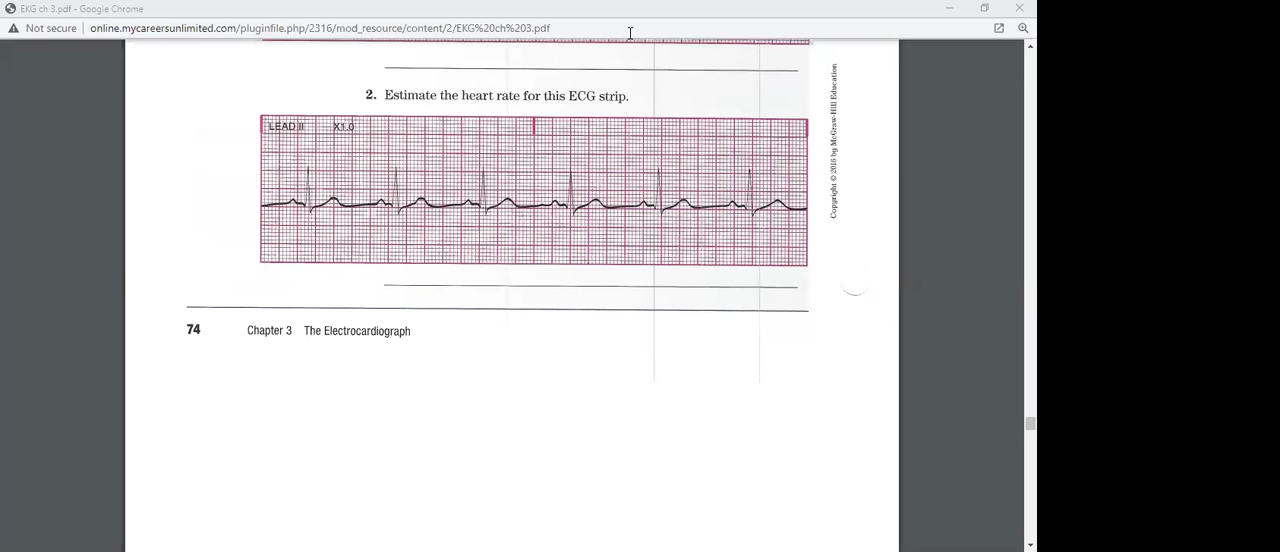 EKG ch 3.pdf - Google Chrome
Not secure online.mycareersunlimited.com/pluginfile.php/2316/mod_resource/content/2/EKG%20ch%203.pdf
2. Estimate the heart rate for this ECG strip.
LEAD II X1.0
Copyright © 2016 by McGraw-Hill Education
74 Chapter 3 The Electrocardiograph